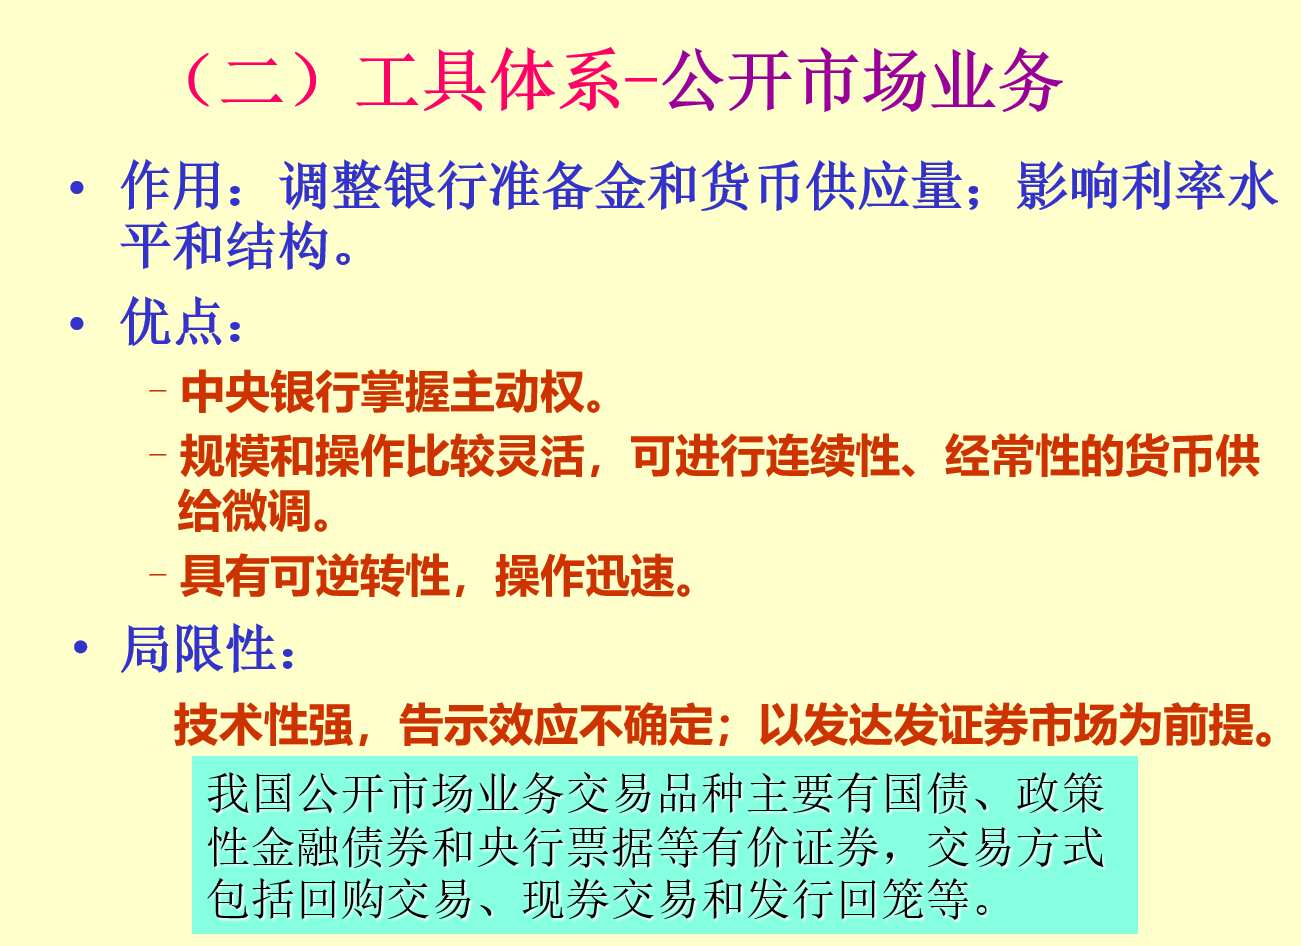 （二）工具体系-公开市场业务
• 作用：调整银行准备金和货币供应量；影响利率水
平和结构。
• 优点：
– 中央银行掌握主动权。
– 规模和操作比较灵活，可进行连续性、经常性的货币供
给微调。
– 具有可逆转性，操作迅速。
• 局限性：
技术性强，告示效应不确定；以发达发证券市场为前提。
我国公开市场业务交易品种主要有国债、政策
性金融债券和央行票据等有价证券，交易方式
包括回购交易、现券交易和发行回笼等。